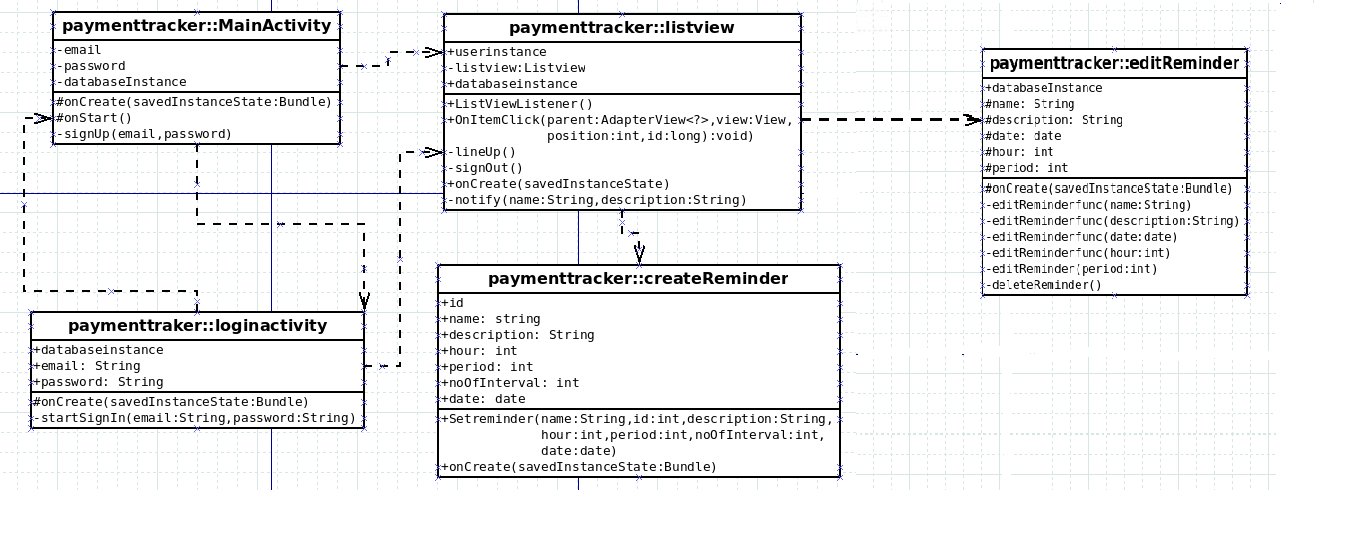 paymenttracker::MainActivity
-email
-password
-databaseInstance
#onCreate(savedInstanceState:Bundle)
#onStart()
-signUp(email,password)
paymenttracker::listview
+userinstance
-listview:Listview
+databaseinstance
+ListViewListener()
+OnItemClick(parent:AdapterView<?>,view:View,
position:int,id:long):void)
-lineUp()
-signOut()
+onCreate(savedInstanceState)
-notify(name:String,description:String)
paymenttracker::editReminder
+databaseInstance
#name: String
#description: String
#date: date
#hour: int
#period: int
#onCreate(savedInstanceState:Bundle)
-editReminderfunc(name:String)
-editReminderfunc(description:String)
-editReminderfunc(date:date)
-editReminderfunc(hour:int)
-editReminder(period:int)
-deleteReminder()
paymenttraker::loginactivity
+databaseinstance
+email: String
+password: String
#onCreate(savedInstanceState:Bundle)
-startSignIn(email:String,password:String)
paymenttracker::createReminder
+id
+name: string
+description: String
+hour: int
+period: int
+noOfInterval: int
+date: date
+Setreminder(name:String,id:int,description:String,
hour:int,period:int,noOfInterval:int,
date:date)
+onCreate(savedInstanceState:Bundle)